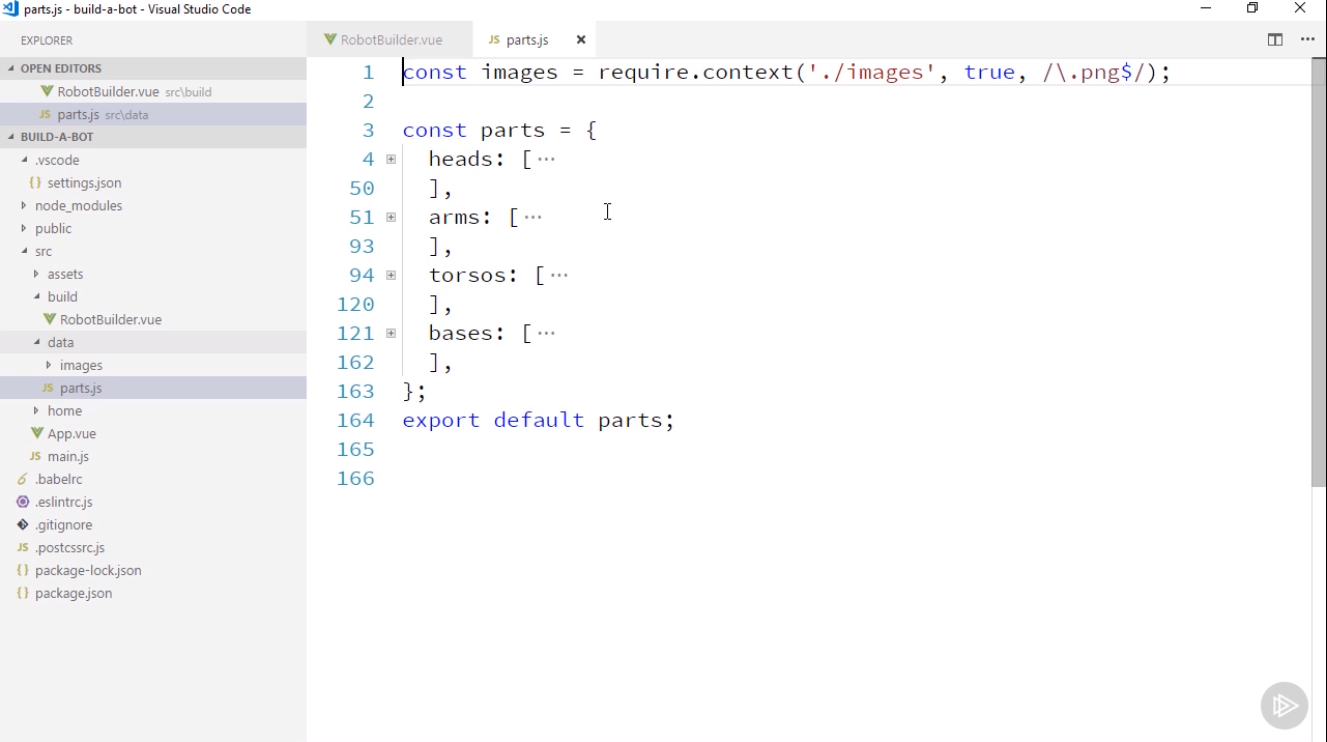 parts.js - build-a-bot - Visual Studio Code
EXPLORER
OPEN EDITORS
RobotBuilder.vue src\build
JS parts.js src\data
BUILD-A-BOT
.vscode
{} settings.json
node_modules
public
src
assets
build
RobotBuilder.vue
data
images
JS parts.js
home
App.vue
JS main.js
.babelrc
.eslintrc.js
.gitignore
JS .postcssrc.js
{} package-lock.json
{} package.json
RobotBuilder.vue JS parts.js ×
1 const images = require.context('./images', true, /\.png$/);
2
3 const parts = {
4 heads: [···
50 ],
51 arms: [···
93 ],
94 torsos: [···
120 ],
121 bases: [···
162 ],
163 };
164 export default parts;
165
166